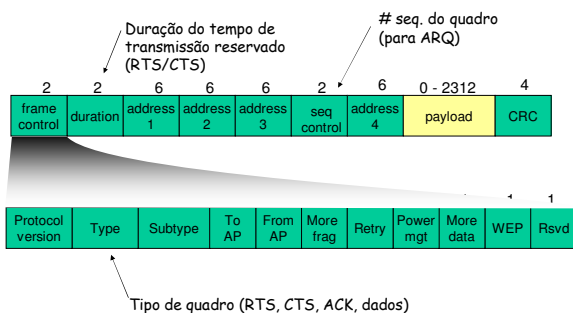 Duração do tempo de
transmissão reservado
(RTS/CTS)
# seq. do quadro
(para ARQ)
2 2 6 6 6 2 6 0 - 2312 4
frame control duration address 1 address 2 address 3 seq control address 4 payload CRC
1 1
Protocol version Type Subtype To AP From AP More frag Retry Power mgt More data WEP Rsvd
Tipo de quadro (RTS, CTS, ACK, dados)